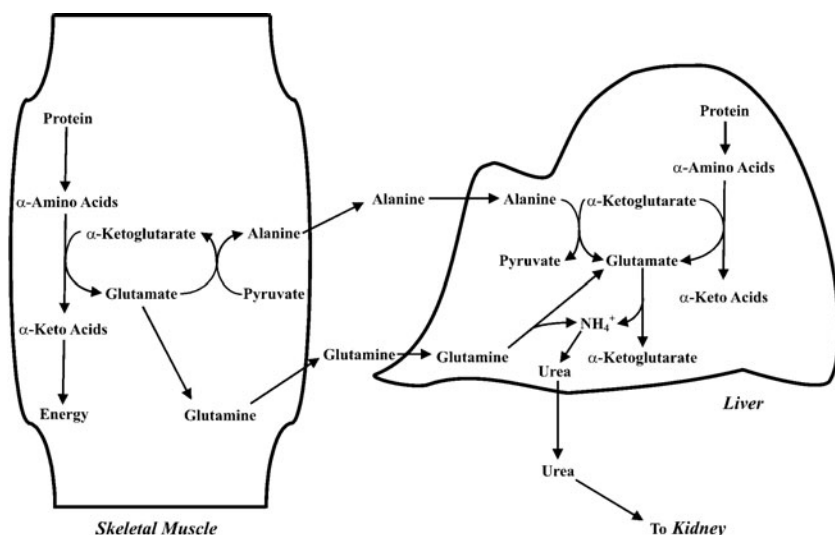 Protein
α-Amino Acids
α-Ketoglutarate
Alanine
Glutamate
Pyruvate
α-Keto Acids
Energy
Glutamine
Skeletal Muscle
Alanine
Glutamine
Protein
α-Amino Acids
Alanine
α-Ketoglutarate
Pyruvate
Glutamate
α-Keto Acids
NH₄⁺
Glutamine
α-Ketoglutarate
Urea
Liver
Urea
To Kidney